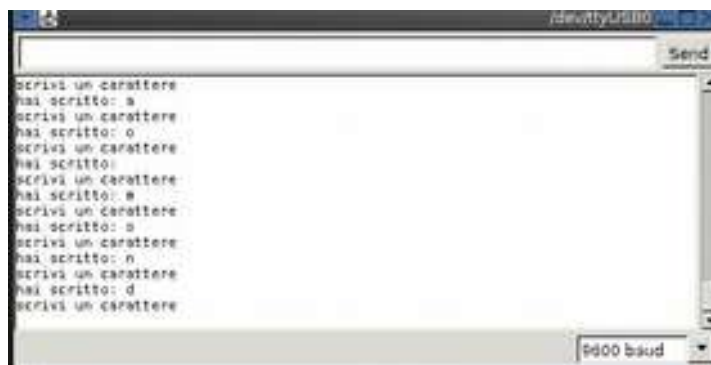 /dev/ttyUSB0
Send
scrivi un carattere
hai scritto: a
scrivi un carattere
hai scritto: o
scrivi un carattere
hai scritto:
scrivi un carattere
hai scritto: m
scrivi un carattere
hai scritto: o
scrivi un carattere
hai scritto: n
scrivi un carattere
hai scritto: d
scrivi un carattere
9600 baud